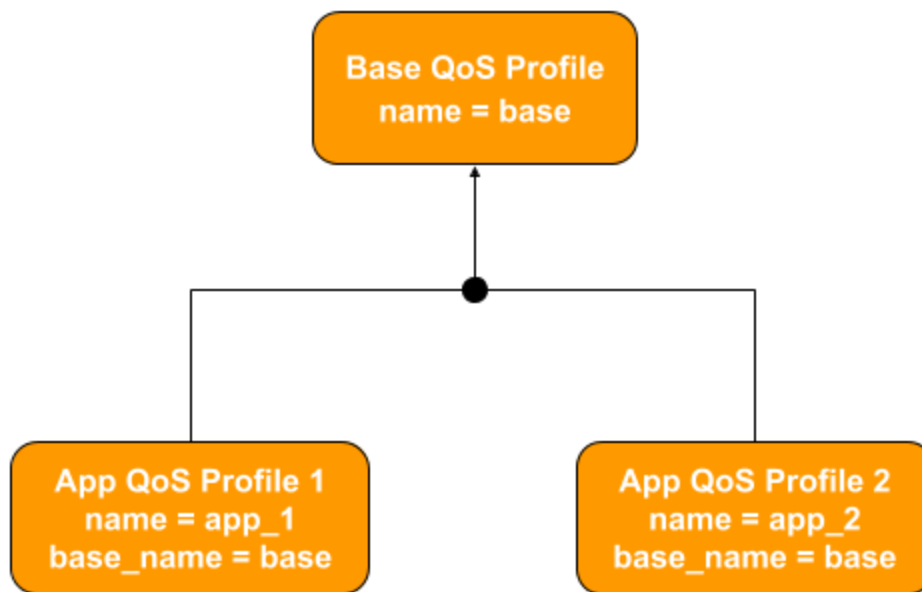 Base QoS Profile
name = base
App QoS Profile 1
name = app_1
base_name = base
App QoS Profile 2
name = app_2
base_name = base